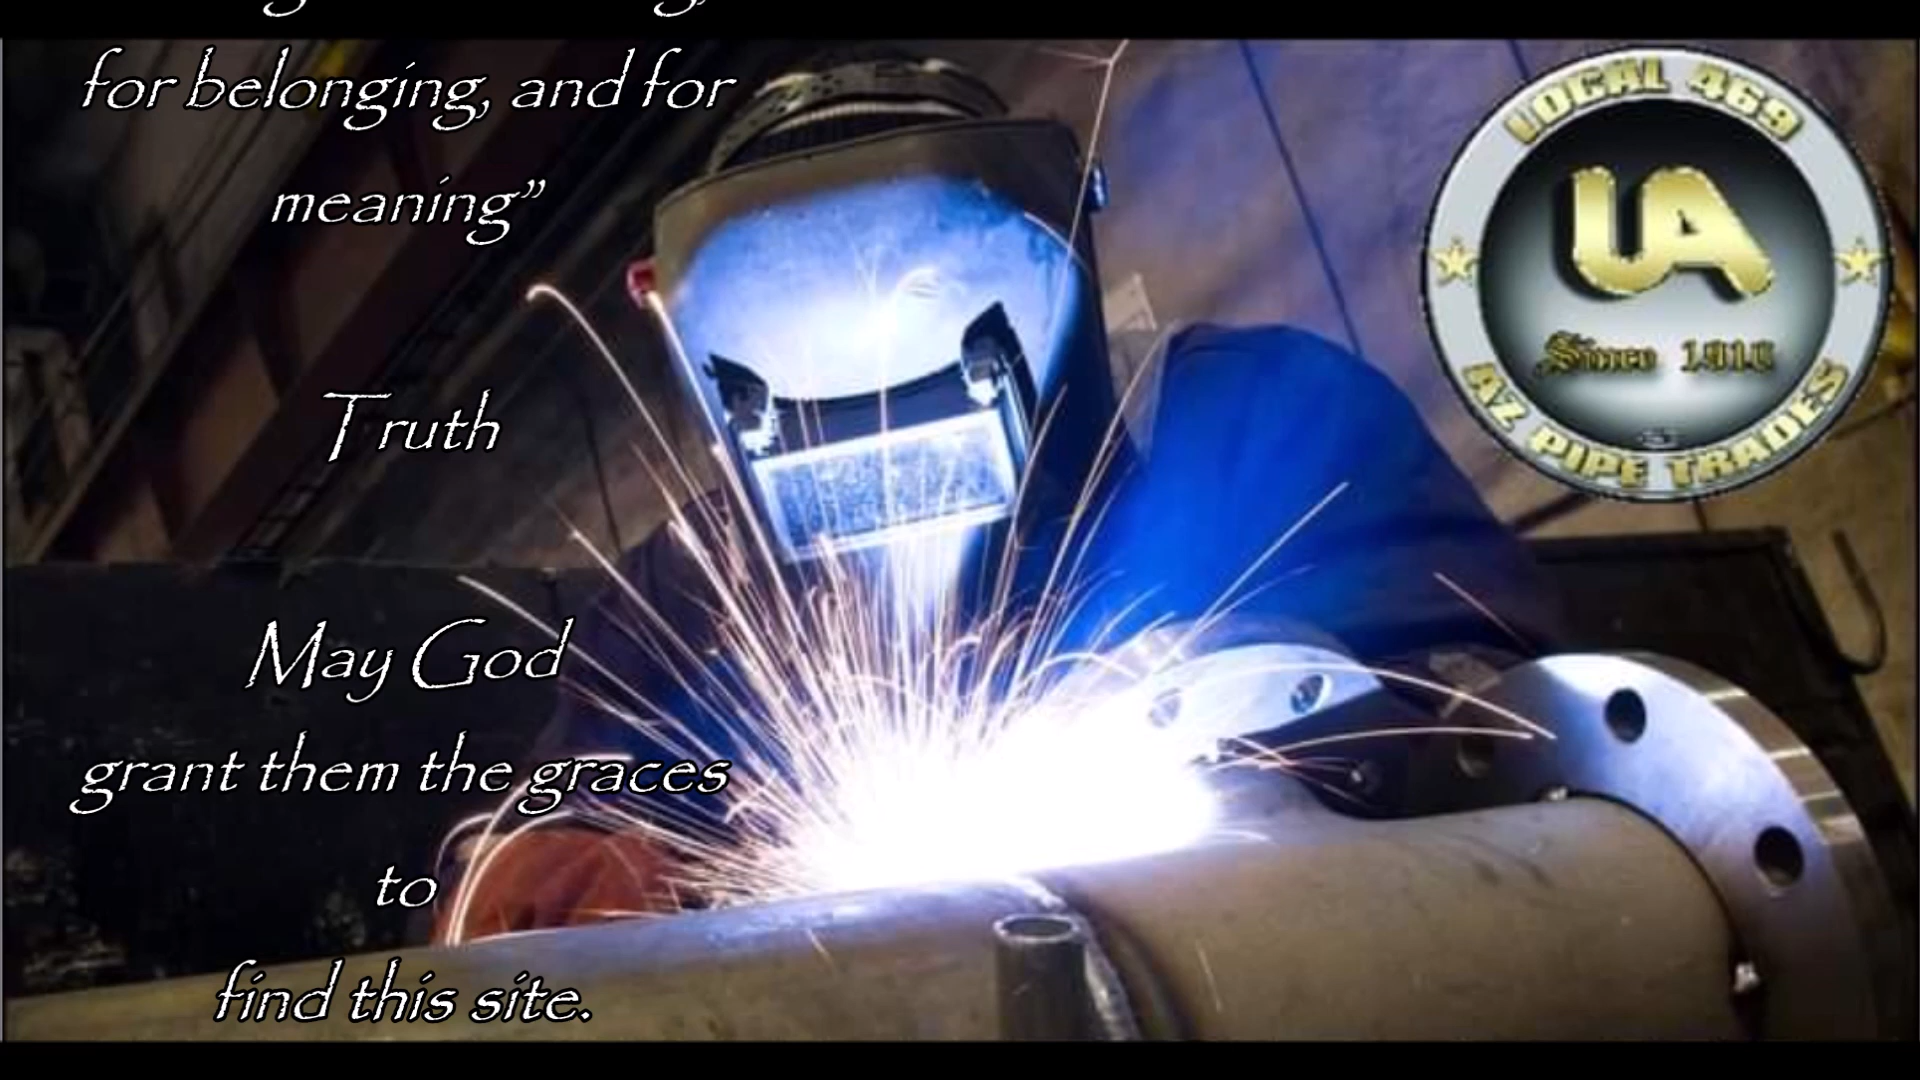 for belonging, and for
meaning”
Truth
May God
grant them the graces
to
find this site.
LOCAL 469
UA
Since 1910
AZ PIPE TRADES